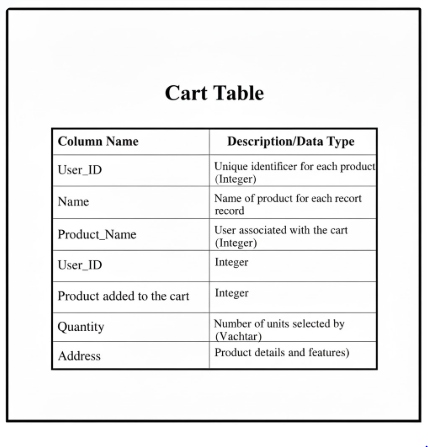 Cart Table
Column Name Description/Data Type
User_ID Unique identificer for each product
(Integer)
Name Name of product for each recort
record
Product_Name User associated with the cart
(Integer)
User_ID Integer
Product added to the cart Integer
Quantity Number of units selected by
(Vachtar)
Address Product details and features)